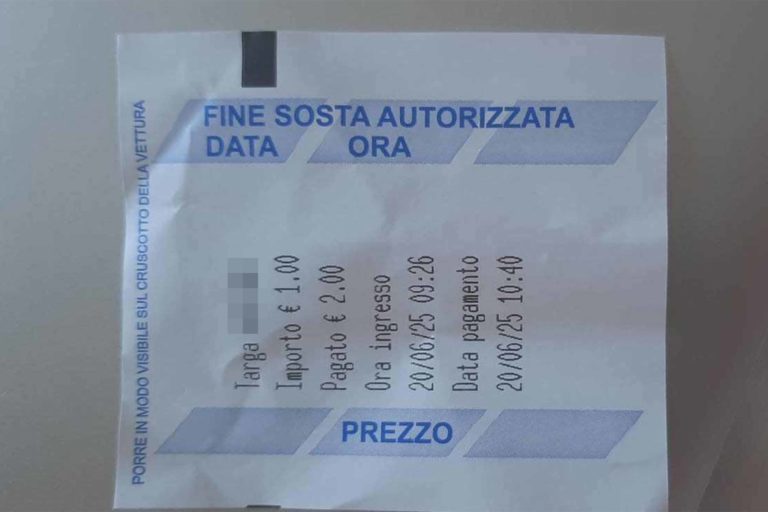 FINE SOSTA AUTORIZZATA
DATA ORA
PORRE IN MODO VISIBILE SUL CRUSCOTTO DELLA VETTURA
Targa
Importo € 1.00
Pagato € 2.00
Ora ingresso
20/06/25 09:26
Data pagamento
20/06/25 10:40
PREZZO